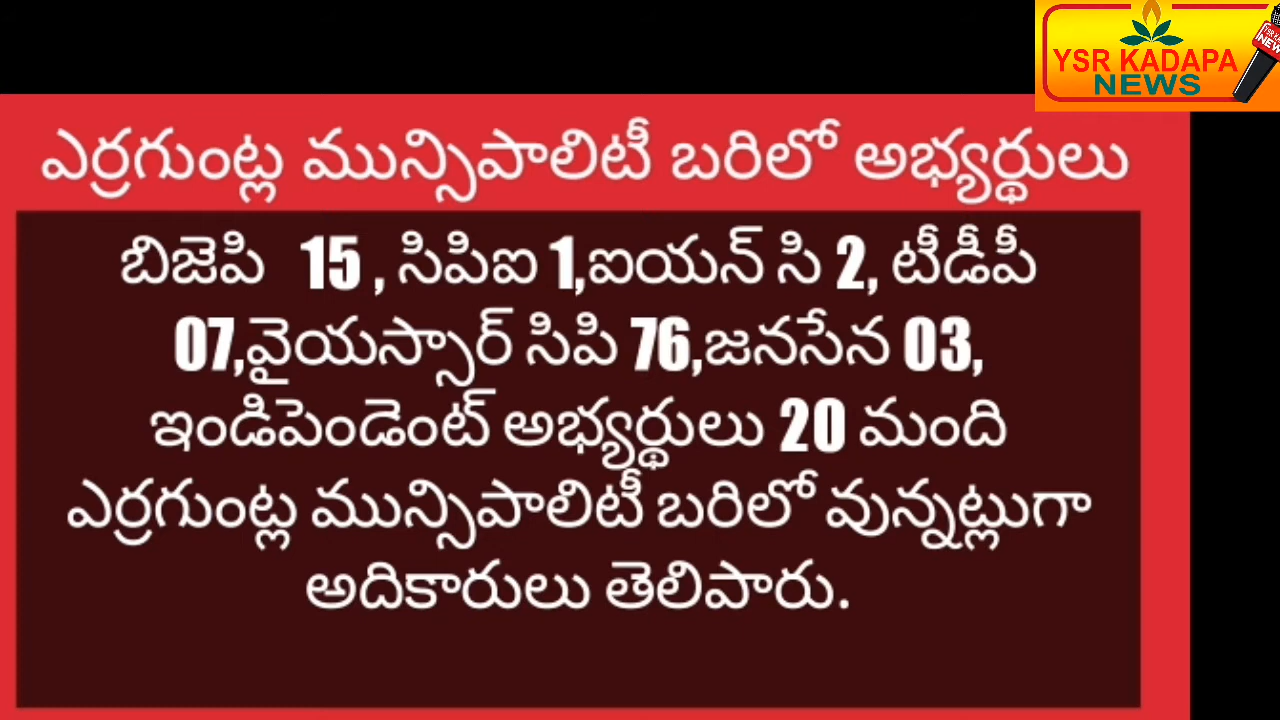 YSR KADAPA
NEWS
ఎర్రగుంట్ల మున్సిపాలిటీ బరిలో అభ్యర్థులు
బిజెపి 15 , సిపిఐ 1,ఐయన్ సి 2, టీడీపీ
07,వైయస్సార్ సిపి 76,జనసేన 03,
ఇండిపెండెంట్ అభ్యర్థులు 20 మంది
ఎర్రగుంట్ల మున్సిపాలిటీ బరిలో వున్నట్లుగా
అదికారులు తెలిపారు.